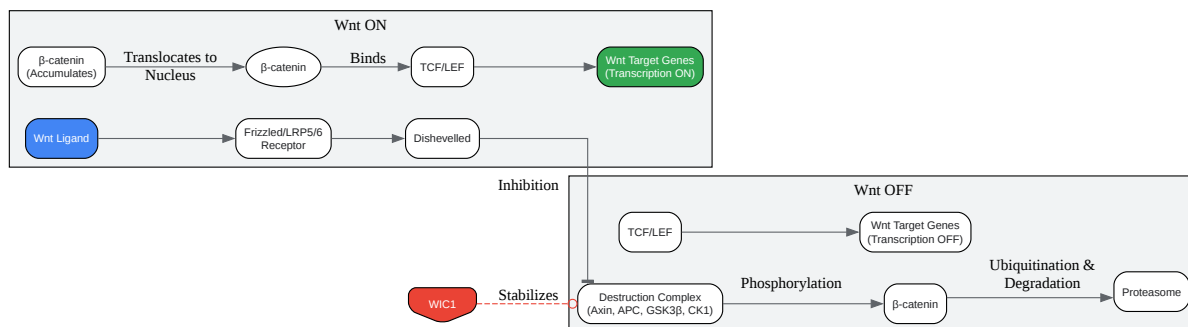 Wnt ON
β-catenin
(Accumulates)
Translocates to
Nucleus
β-catenin
Binds
TCF/LEF
Wnt Target Genes
(Transcription ON)
Wnt Ligand
Frizzled/LRP5/6
Receptor
Dishevelled
Inhibition
Wnt OFF
TCF/LEF
Wnt Target Genes
(Transcription OFF)
WIC1
Stabilizes
Destruction Complex
(Axin, APC, GSK3β, CK1)
Phosphorylation
β-catenin
Ubiquitination &
Degradation
Proteasome